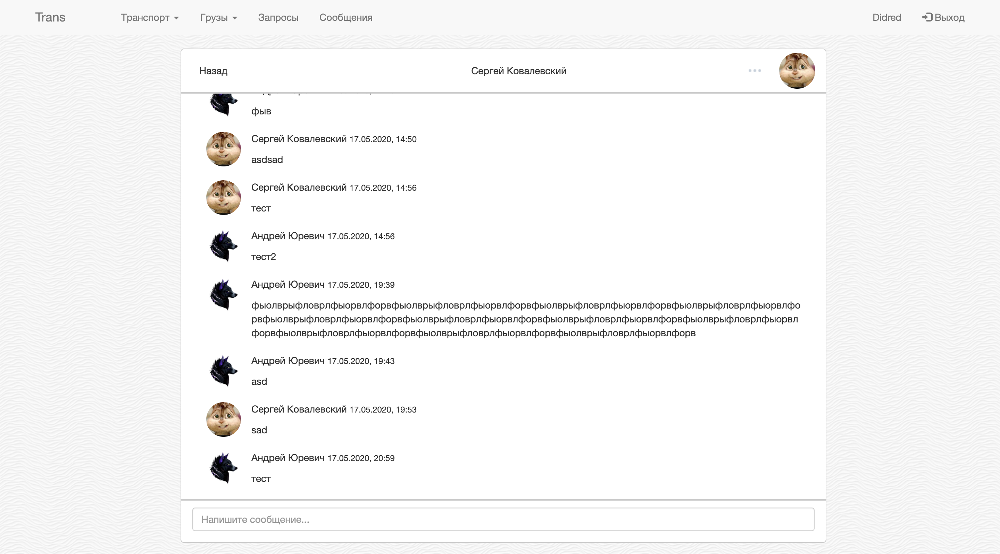 Trans Транспорт Грузы Запросы Сообщения Didred Выход
Назад Сергей Ковалевский
фыв
Сергей Ковалевский 17.05.2020, 14:50
asdsad
Сергей Ковалевский 17.05.2020, 14:56
тест
Андрей Юревич 17.05.2020, 14:56
тест2
Андрей Юревич 17.05.2020, 19:39
фыолврыфловрлфыорвлфорвфыолврыфловрлфыорвлфорвфыолврыфловрлфыорвлфорвфыолврыфловрлфыорвлфо
рвфыолврыфловрлфыорвлфорвфыолврыфловрлфыорвлфорвфыолврыфловрлфыорвлфорвфыолврыфловрлфыорвл
форвфыолврыфловрлфыорвлфорвфыолврыфловрлфыорвлфорвфыолврыфловрлфыорвлфорв
Андрей Юревич 17.05.2020, 19:43
asd
Сергей Ковалевский 17.05.2020, 19:53
sad
Андрей Юревич 17.05.2020, 20:59
тест
Напишите сообщение...